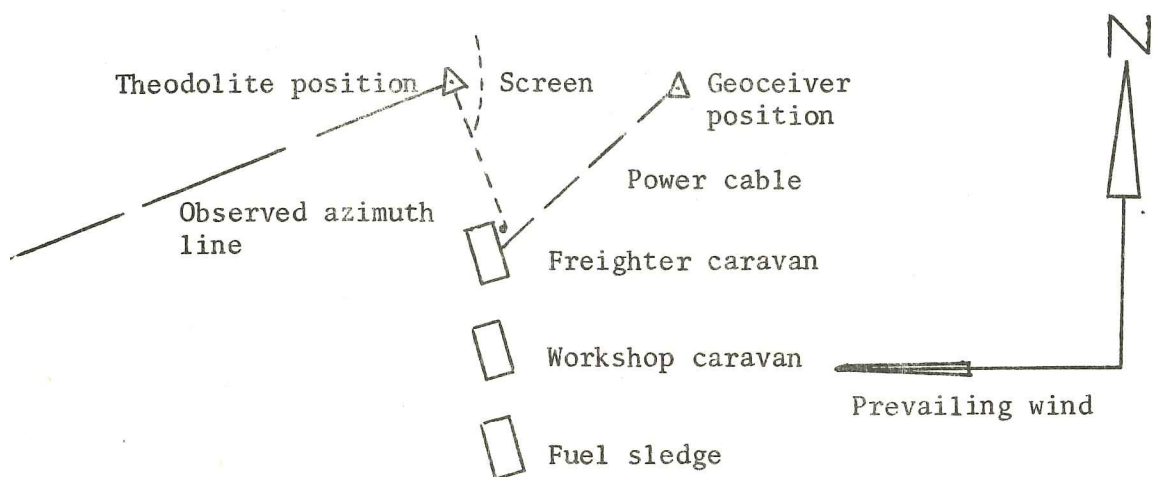 N
Theodolite position
Screen
Geoceiver
position
Power cable
Observed azimuth
line
Freighter caravan
Workshop caravan
Prevailing wind
Fuel sledge